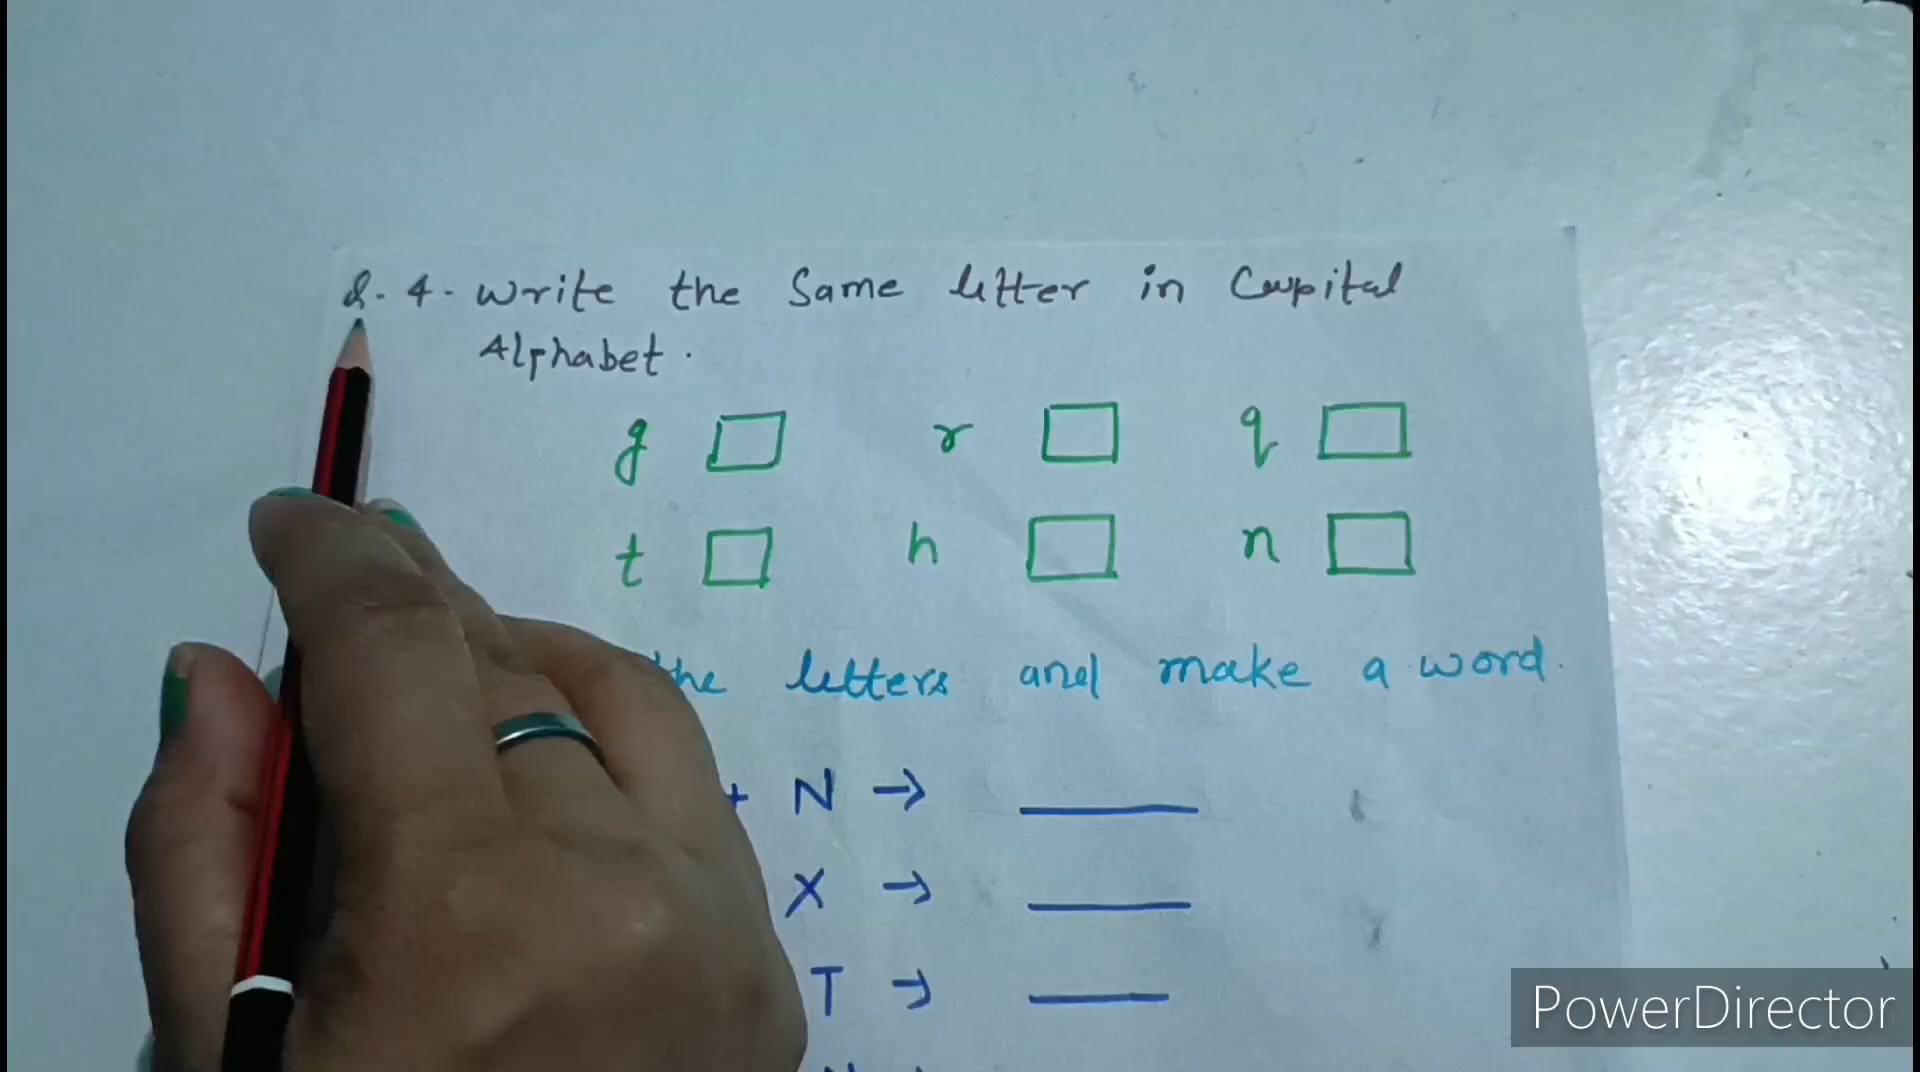 Q. 4. Write the Same letter in Capital
Alphabet.
g r q
t h n
the letters and make a word.
+ N →
X →
T →
PowerDirector